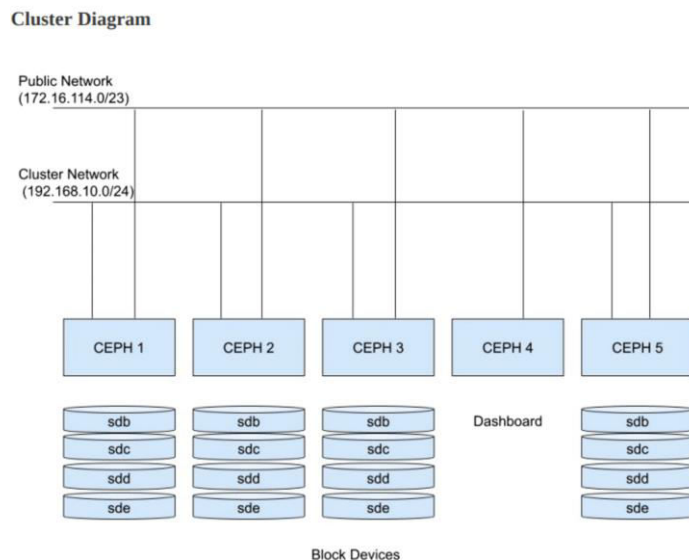 Cluster Diagram
Public Network
(172.16.114.0/23)
Cluster Network
(192.168.10.0/24)
CEPH 1
CEPH 2
CEPH 3
CEPH 4
CEPH 5
sdb
sdb
sdb
Dashboard
sdb
sdc
sdc
sdc
sdc
sdd
sdd
sdd
sdd
sde
sde
sde
sde
Block Devices